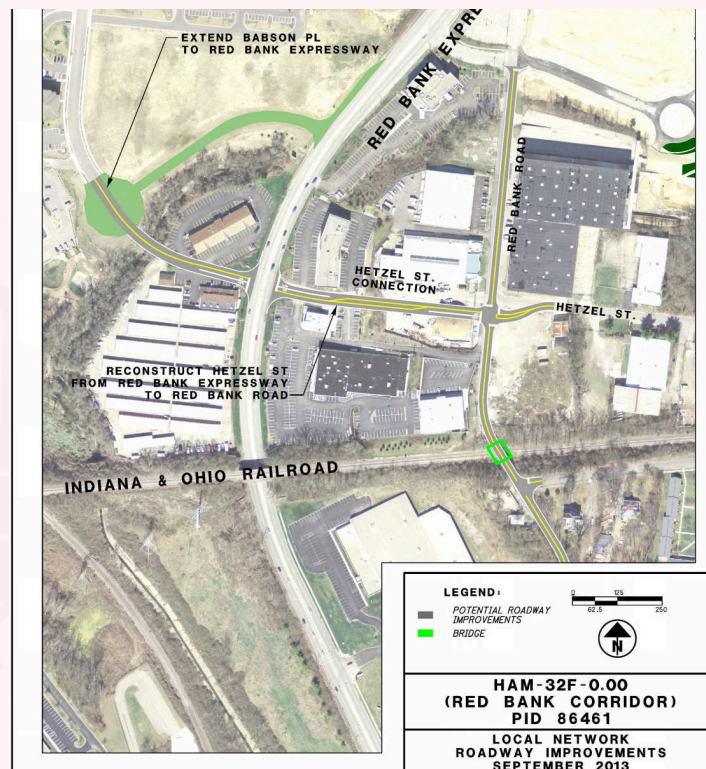 EXTEND BABSON PL
TO RED BANK EXPRESSWAY
RED BANK EXPRE
RED BANK ROAD
HETZEL ST.
CONNECTION
HETZEL ST.
RECONSTRUCT HETZEL ST
FROM RED BANK EXPRESSWAY
TO RED BANK ROAD
INDIANA & OHIO RAILROAD
LEGEND:
POTENTIAL ROADWAY
IMPROVEMENTS
BRIDGE
0 125
62.5 250
N
HAM-32F-0.00
(RED BANK CORRIDOR)
PID 86461
LOCAL NETWORK
ROADWAY IMPROVEMENTS
SEPTEMBER 2013